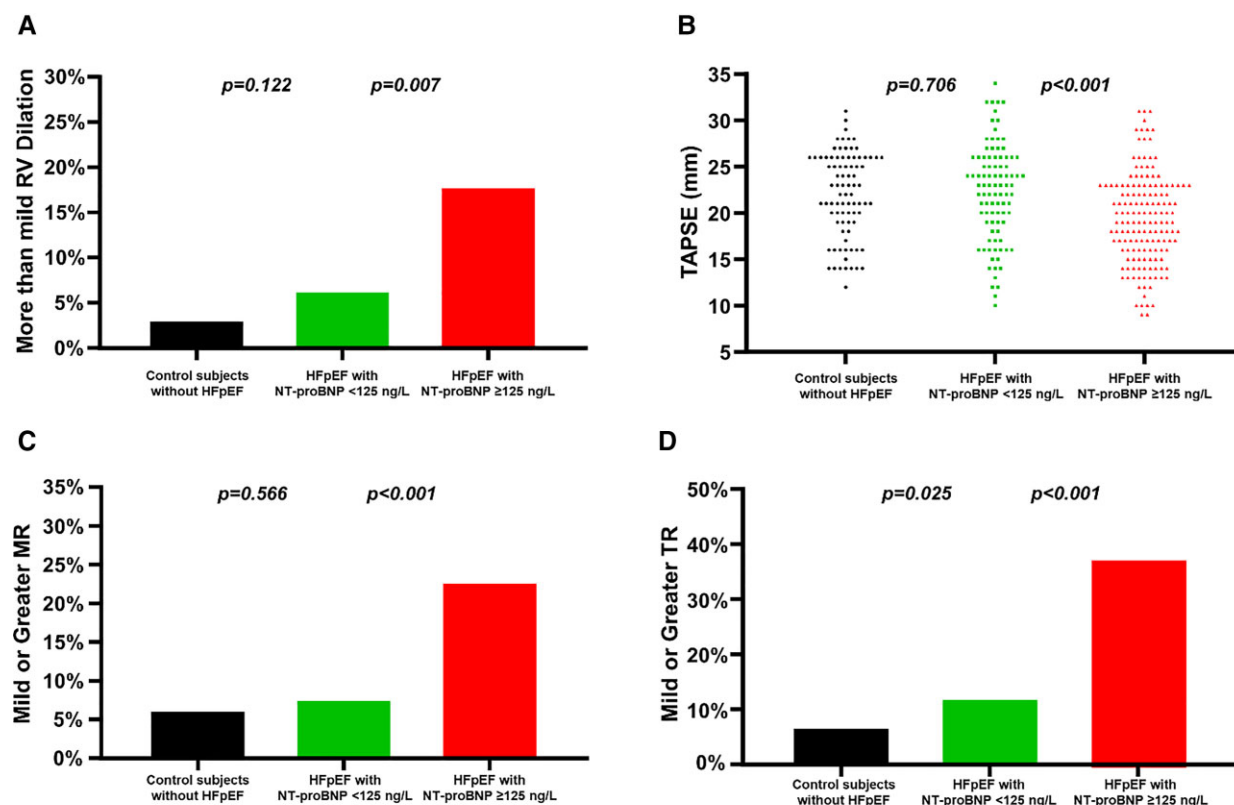 A
More than mild RV Dilation
30%
25%
20%
15%
10%
5%
0%
p=0.122
p=0.007
Control subjects
without HFpEF
HFpEF with
NT-proBNP <125 ng/L
HFpEF with
NT-proBNP ≥125 ng/L
B
TAPSE (mm)
35
30
25
20
15
10
5
p=0.706
p<0.001
Control subjects
without HFpEF
HFpEF with
NT-proBNP <125 ng/L
HFpEF with
NT-proBNP ≥125 ng/L
C
Mild or Greater MR
35%
30%
25%
20%
15%
10%
5%
0%
p=0.566
p<0.001
Control subjects
without HFpEF
HFpEF with
NT-proBNP <125 ng/L
HFpEF with
NT-proBNP ≥125 ng/L
D
Mild or Greater TR
50%
40%
30%
20%
10%
0%
p=0.025
p<0.001
Control subjects
without HFpEF
HFpEF with
NT-proBNP <125 ng/L
HFpEF with
NT-proBNP ≥125 ng/L